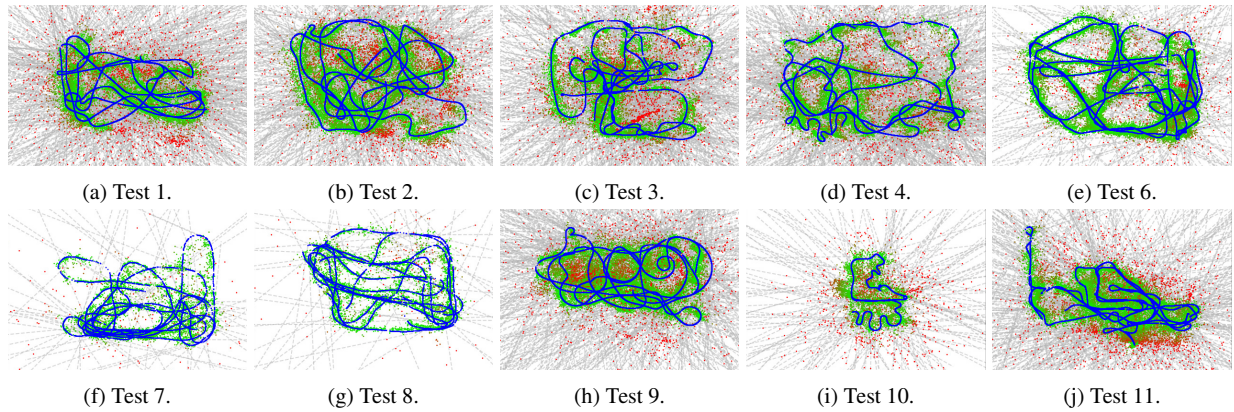 (a) Test 1.
(b) Test 2.
(c) Test 3.
(d) Test 4.
(e) Test 6.
(f) Test 7.
(g) Test 8.
(h) Test 9.
(i) Test 10.
(j) Test 11.